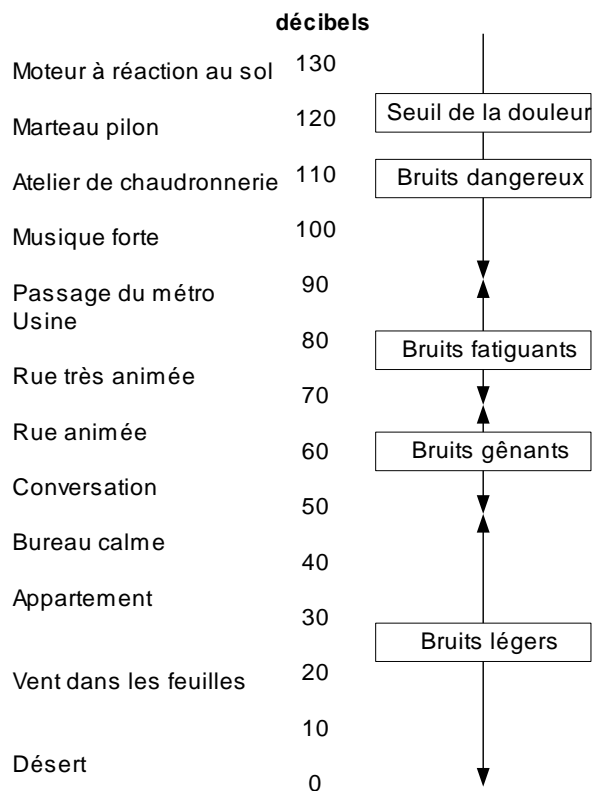 décibels
Moteur à réaction au sol 130
Marteau pilon 120 Seuil de la douleur
Atelier de chaudronnerie 110 Bruits dangereux
Musique forte 100
Passage du métro 90
Usine
80 Bruits fatiguants
Rue très animée 70
Rue animée 60 Bruits gênants
Conversation 50
Bureau calme 40
Appartement 30
Bruits légers
Vent dans les feuilles 20
10
Désert 0